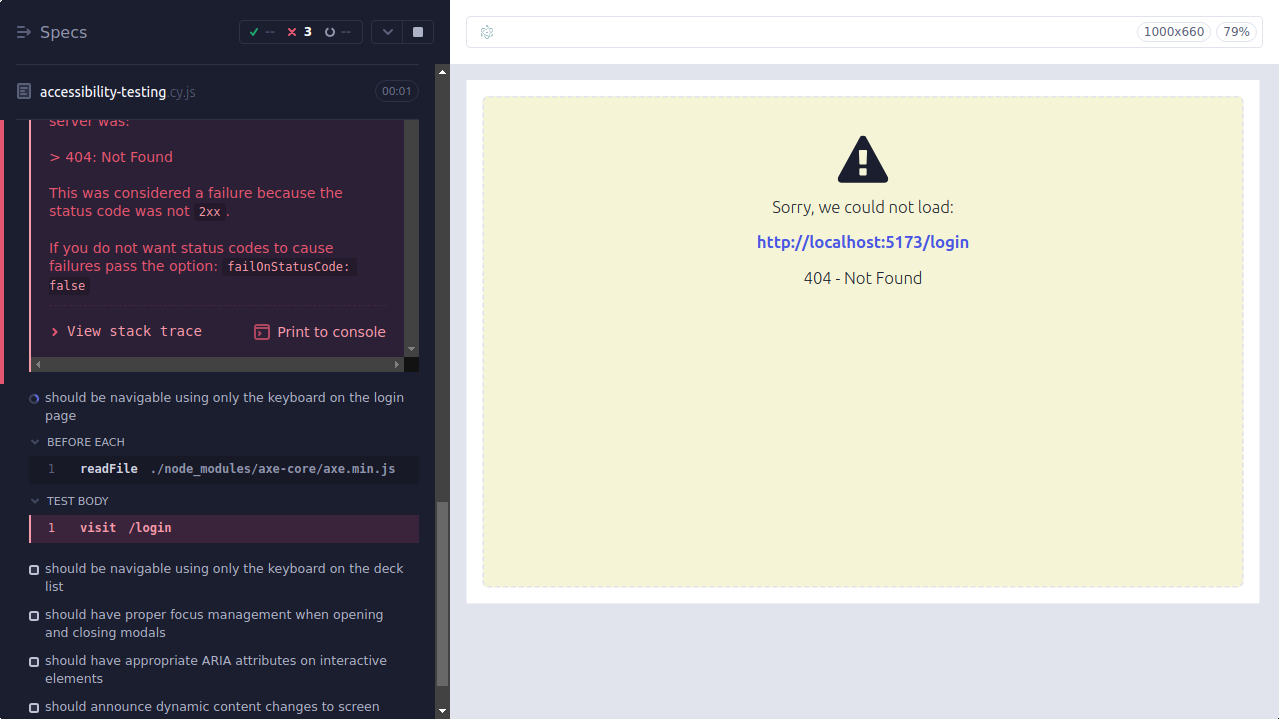 Specs
-- 3 --
1000x660 79%
accessibility-testing.cy.js 00:01
server was:
> 404: Not Found
This was considered a failure because the
status code was not 2xx .
If you do not want status codes to cause
failures pass the option: failOnStatusCode:
false
View stack trace
Print to console
should be navigable using only the keyboard on the login
page
BEFORE EACH
1 readFile ./node_modules/axe-core/axe.min.js
TEST BODY
1 visit /login
should be navigable using only the keyboard on the deck
list
should have proper focus management when opening
and closing modals
should have appropriate ARIA attributes on interactive
elements
should announce dynamic content changes to screen
Sorry, we could not load:
http://localhost:5173/login
404 - Not Found